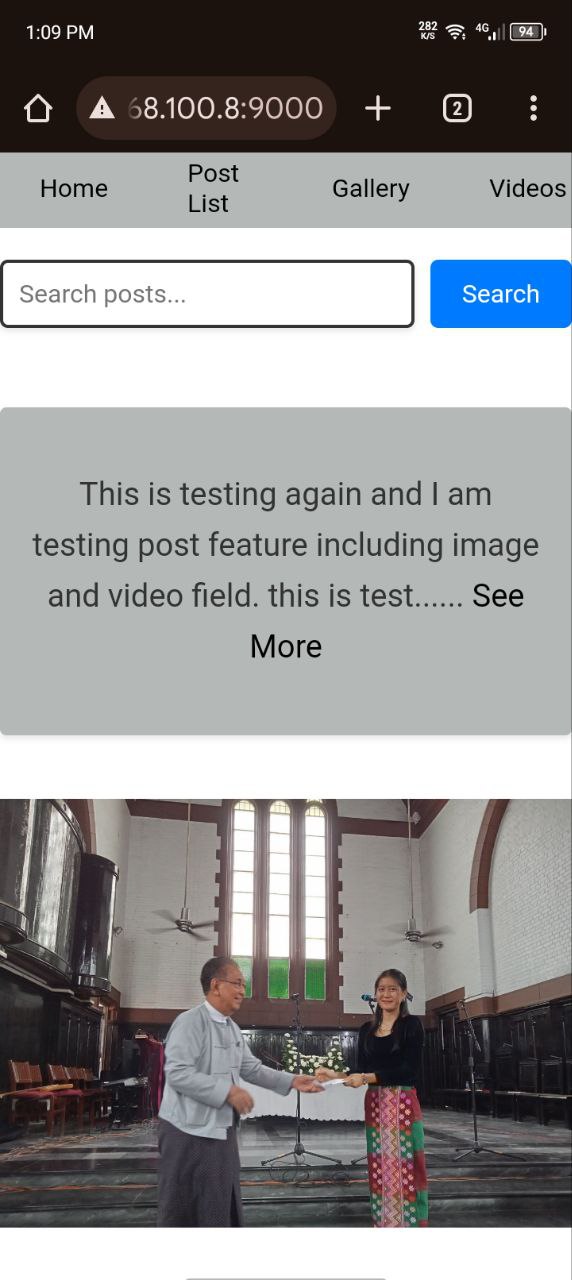 1:09 PM
282
K/S
4G
94
68.100.8:9000
2
Home
Post
List
Gallery
Videos
Search posts...
Search
This is testing again and I am
testing post feature including image
and video field. this is test...... See
More